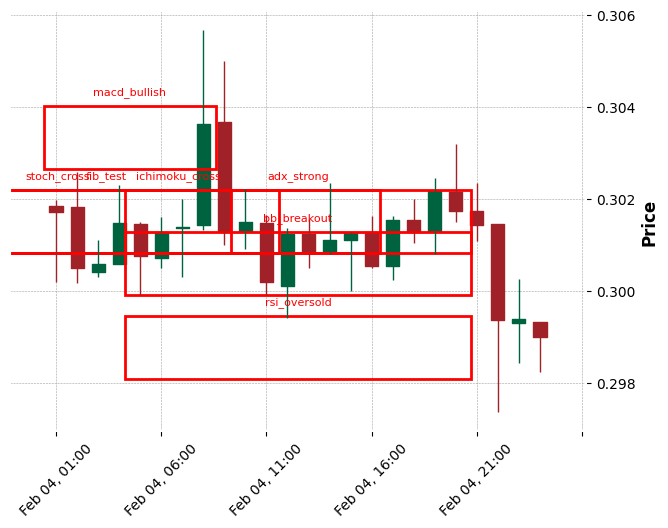 0.306
macd_bullish
0.304
stoch_cross
fib_test
ichimoku_cross
adx_strong
0.302
bb_breakout
Price
0.300
rsi_oversold
0.298
Feb 04, 01:00
Feb 04, 06:00
Feb 04, 11:00
Feb 04, 16:00
Feb 04, 21:00